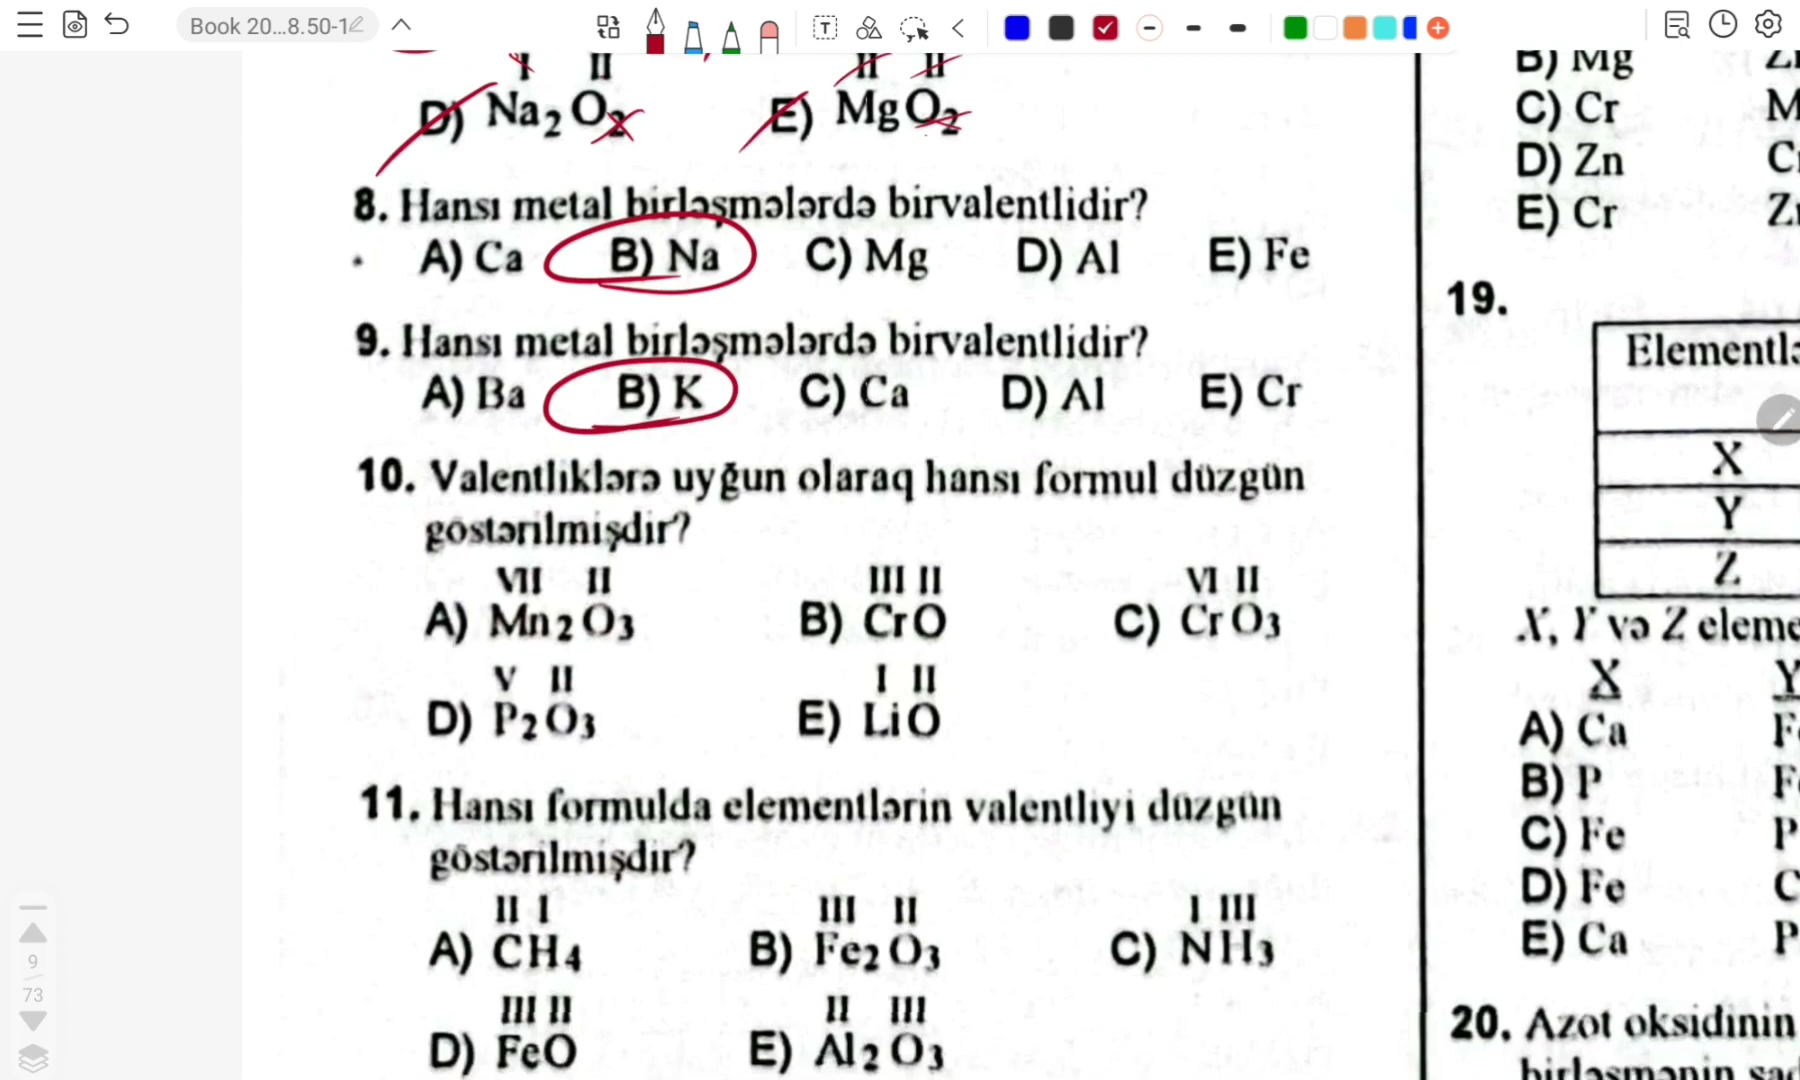 Book 20...8.50-1
I II
D) Na2O2
II II
E) MgO2
8. Hansı metal birləşmələrdə birvalentlidir?
A) Ca B) Na C) Mg D) Al E) Fe
9. Hansı metal birləşmələrdə birvalentlidir?
A) Ba B) K C) Ca D) Al E) Cr
10. Valentliklərə uyğun olaraq hansı formul düzgün
göstərilmişdir?
VII II III II VI II
A) Mn2O3 B) CrO C) CrO3
V II I II
D) P2O3 E) LiO
11. Hansı formulda elementlərin valentliyi düzgün
göstərilmişdir?
II I III II I III
A) CH4 B) Fe2O3 C) NH3
III II II III
D) FeO E) Al2O3
B) Mg
C) Cr M
D) Zn
E) Cr
19.
X
Y
Z
X, Y və Z
X Y
A) Ca
B) P
C) Fe P
D) Fe C
E) Ca P
20. Azot oksidinin
9
73